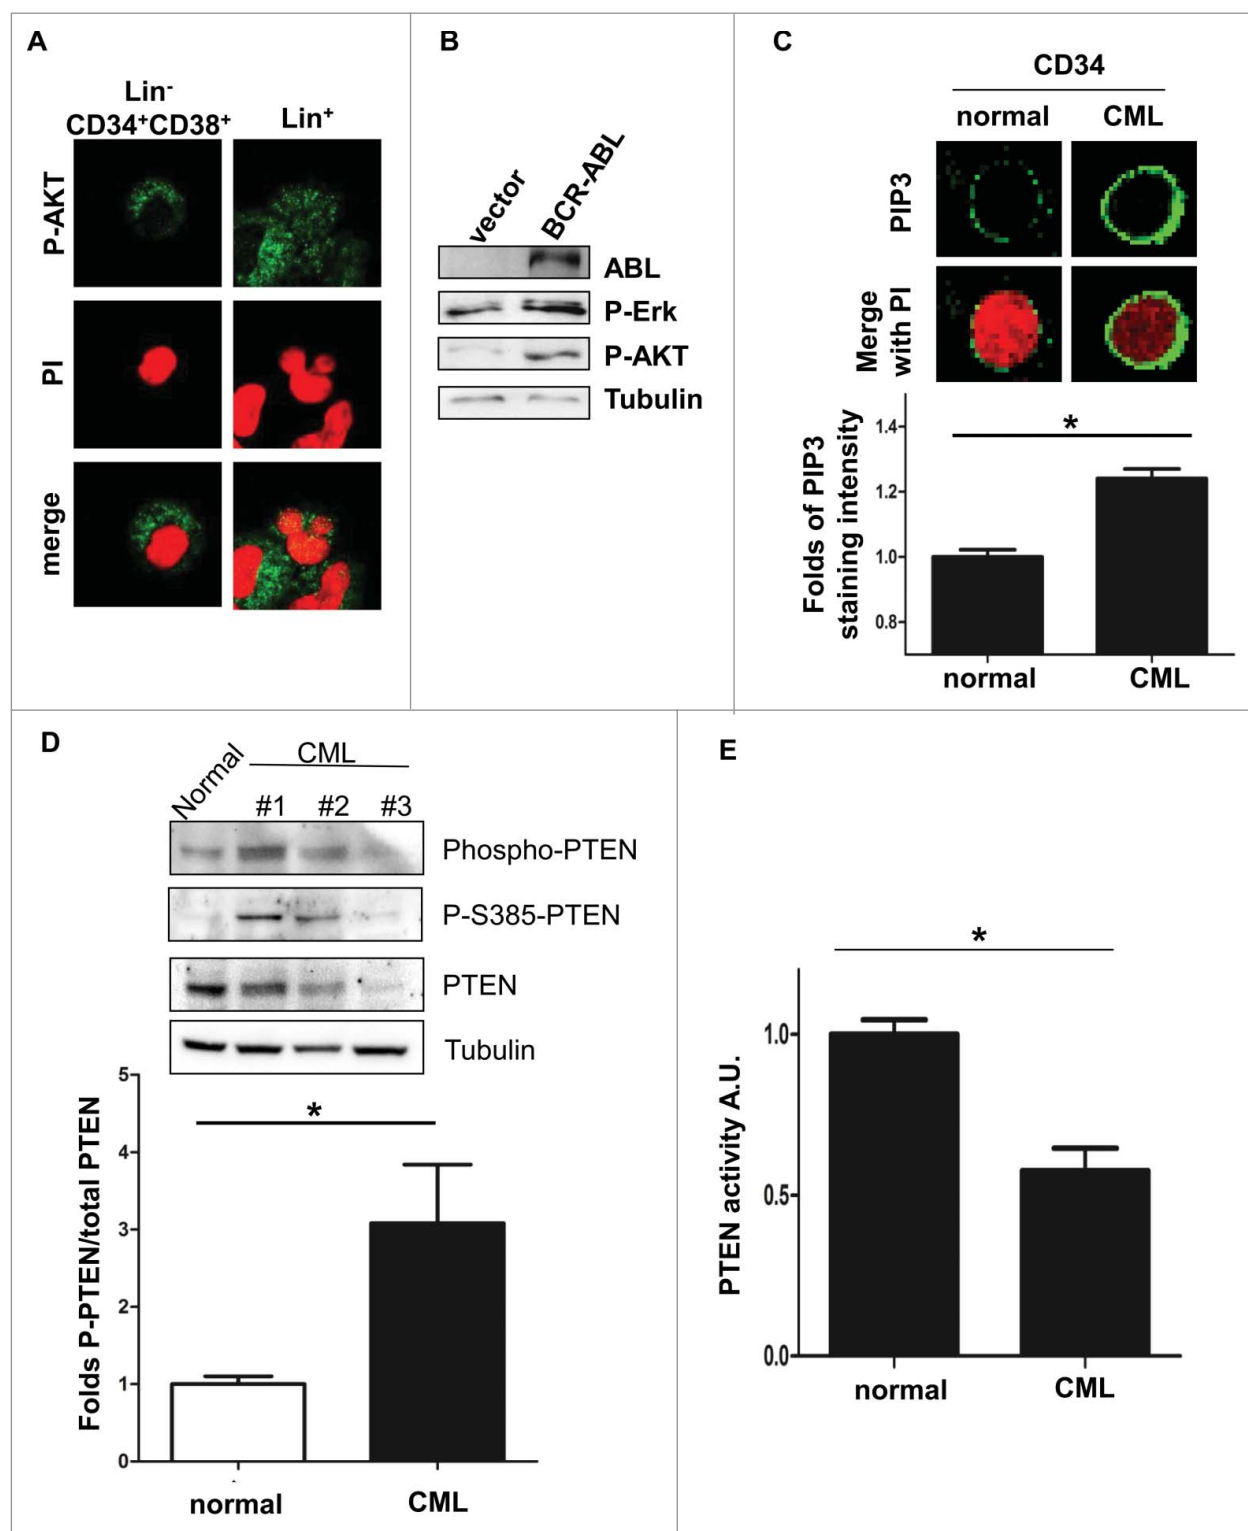 A
Lin-
CD34+CD38+
Lin+
P-AKT
PI
merge
B
vector
BCR-ABL
ABL
P-Erk
P-AKT
Tubulin
C
CD34
normal
CML
PIP3
Merge
with PI
Folds of PIP3
staining intensity
1.4
1.2
1.0
0.8
*
normal
CML
D
Normal
CML
#1
#2
#3
Phospho-PTEN
P-S385-PTEN
PTEN
Tubulin
Folds P-PTEN/total PTEN
5
4
3
2
1
0
*
normal
CML
E
PTEN activity A.U.
1.0
0.5
0.0
*
normal
CML